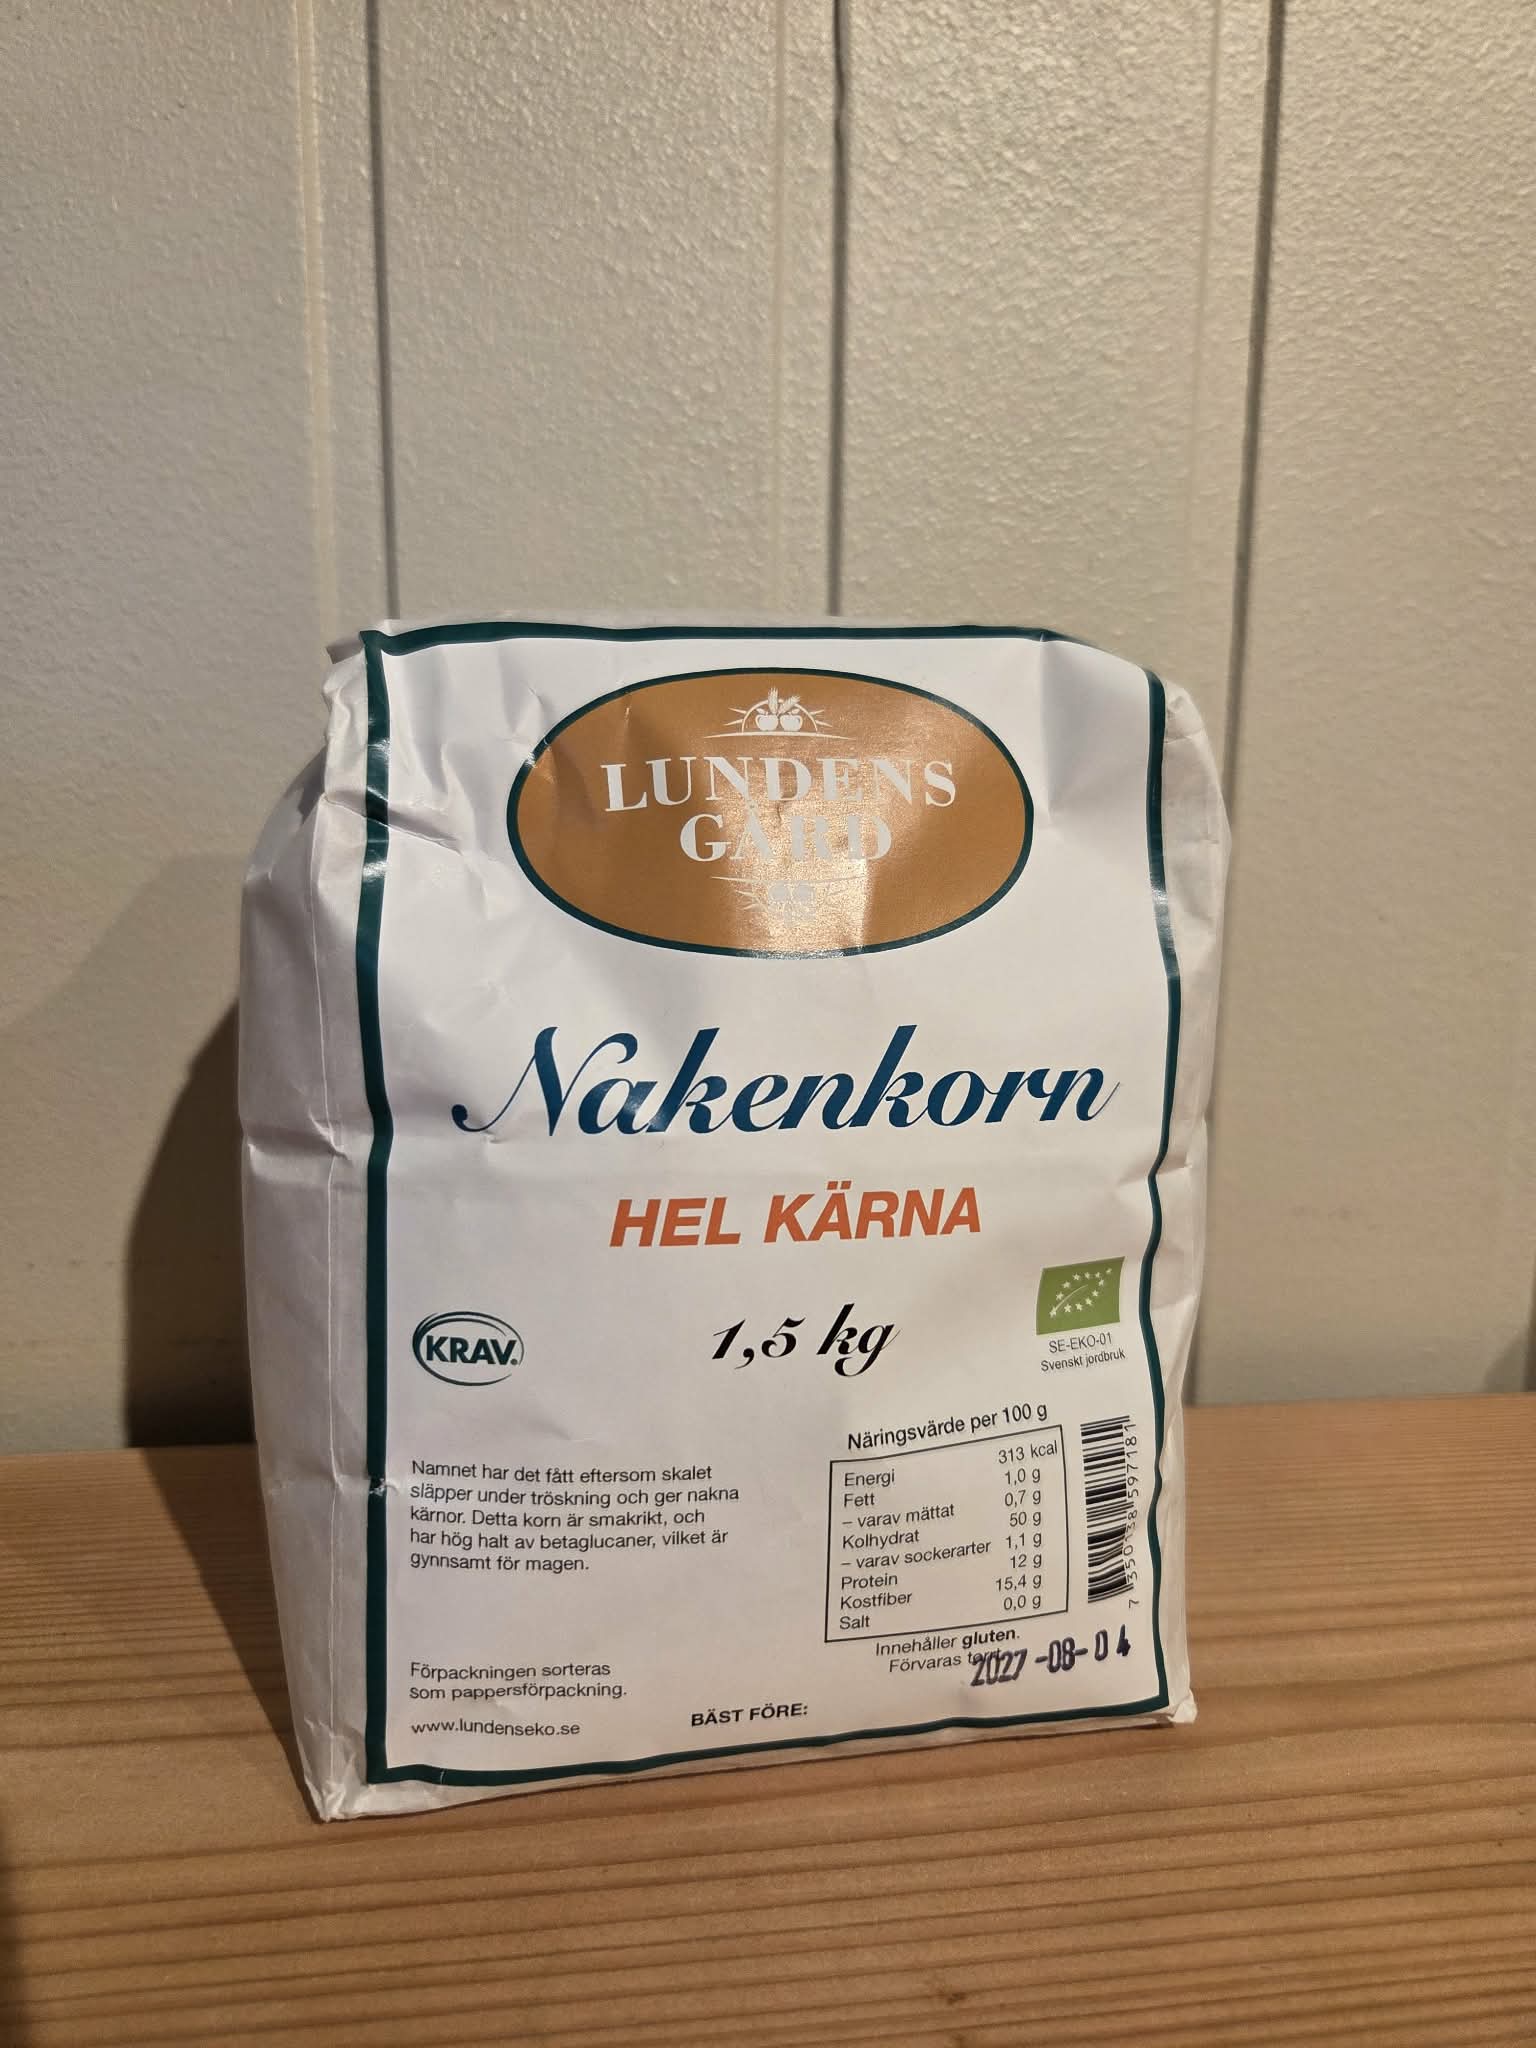 LUNDENS
GÅRD
Nakenkorn
HEL KÄRNA
1,5 kg
KRAV®
SE-EKO-01
Svenskt jordbruk
Namnet har det fått eftersom skalet
släpper under tröskning och ger nakna
kärnor. Detta korn är smakrikt, och
har hög halt av betaglucaner, vilket är
gynnsamt för magen.
Förpackningen sorteras
som pappersförpackning.
www.lundenseko.se
Näringsvärde per 100 g
Energi 313 kcal
Fett 1,0 g
– varav mättat 0,7 g
Kolhydrat 50 g
– varav sockerarter 1,1 g
Protein 12 g
Kostfiber 15,4 g
Salt 0,0 g
Innehåller gluten.
Förvaras torrt.
2027-08-04
BÄST FÖRE:
7 350138 597181